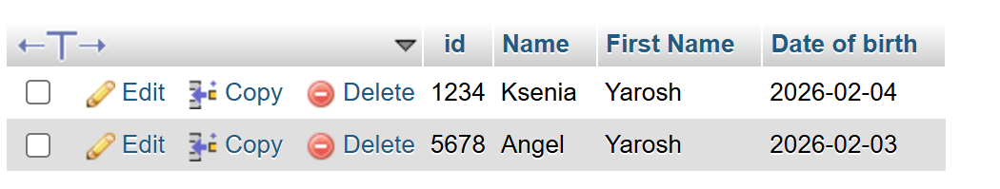 ←T→ id Name First Name Date of birth
Edit Copy Delete 1234 Ksenia Yarosh 2026-02-04
Edit Copy Delete 5678 Angel Yarosh 2026-02-03